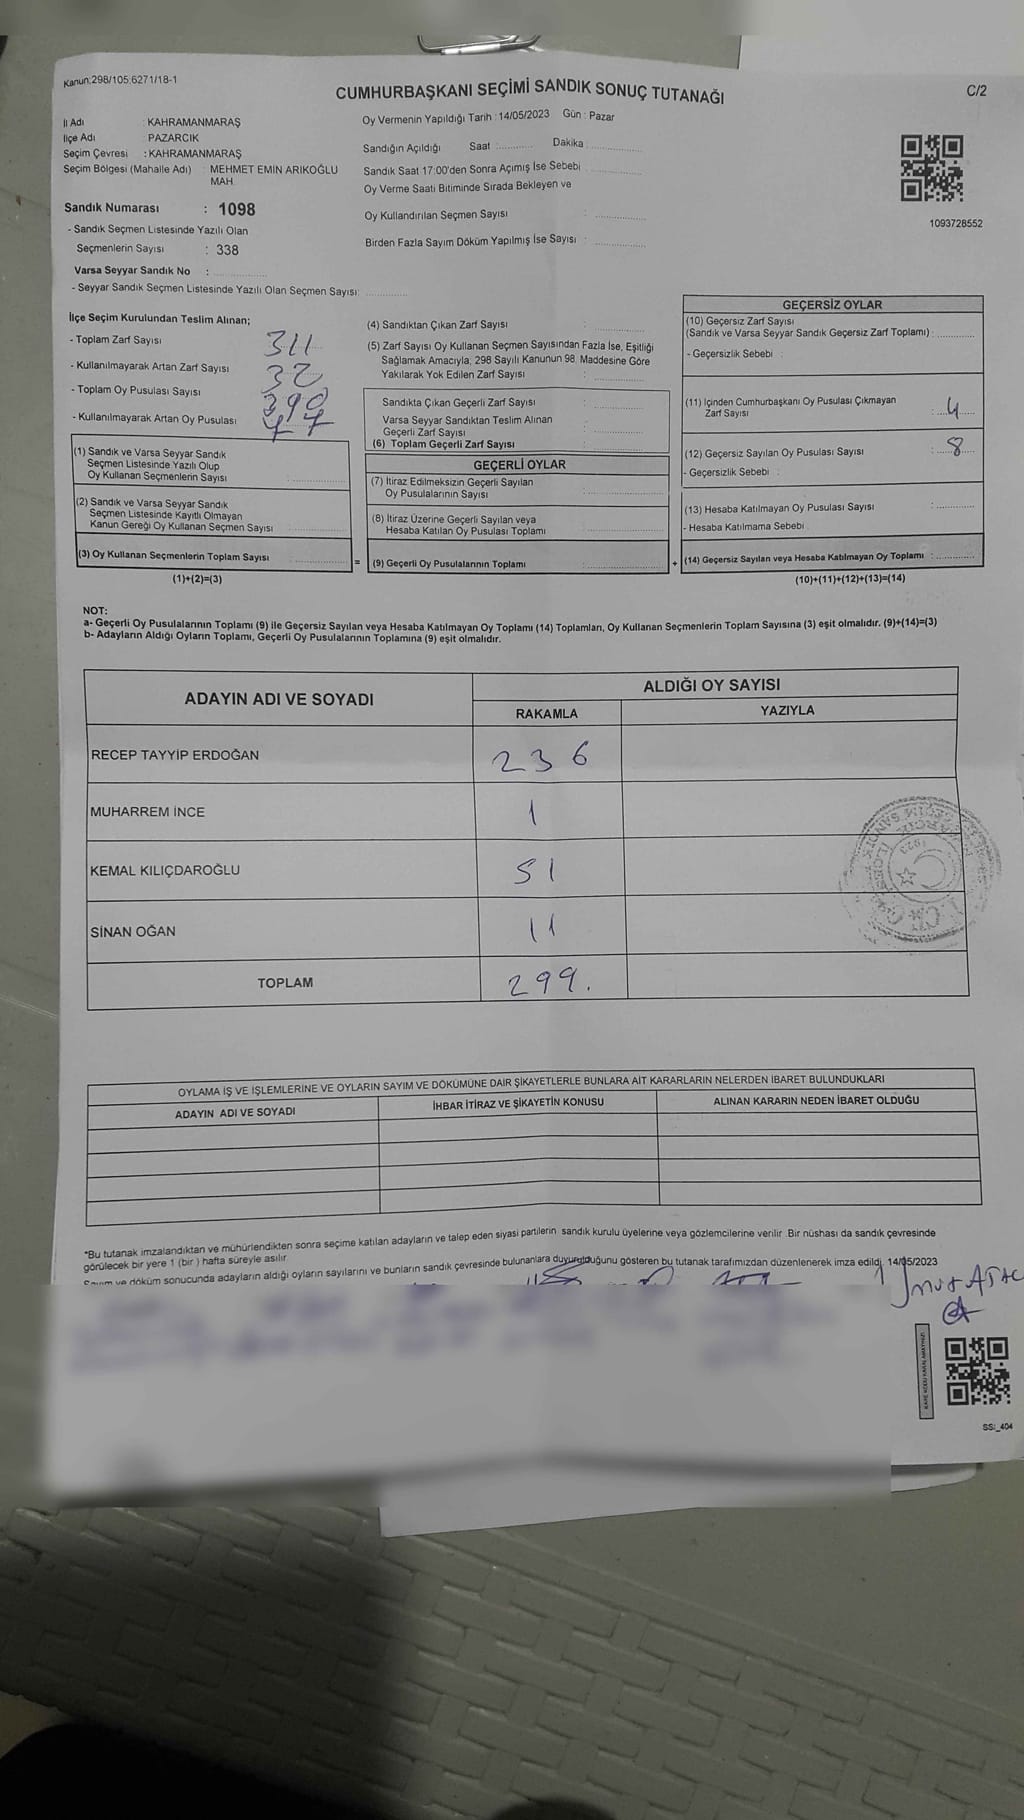 Kanun:298/105;6271/18-1
CUMHURBAŞKANI SEÇİMİ SANDIK SONUÇ TUTANAĞI
C/2
İl Adı : KAHRAMANMARAŞ
İlçe Adı : PAZARCIK
Seçim Çevresi : KAHRAMANMARAŞ
Seçim Bölgesi (Mahalle Adı) : MEHMET EMIN ARIKOĞLU
MAH.
Sandık Numarası : 1098
- Sandık Seçmen Listesinde Yazılı Olan
Seçmenlerin Sayısı : 338
Varsa Seyyar Sandık No :
- Seyyar Sandık Seçmen Listesinde Yazılı Olan Seçmen Sayısı:
Oy Vermenin Yapıldığı Tarih : 14/05/2023 Gün : Pazar
Sandığın Açıldığı Saat : Dakika
Sandık Saat 17:00'den Sonra Açımış İse Sebebi
Oy Verme Saati Bitiminde Sırada Bekleyen ve
Oy Kullandırılan Seçmen Sayısı :
Birden Fazla Sayım Döküm Yapılmış İse Sayısı :
1093728552
İlçe Seçim Kurulundan Teslim Alınan;
- Toplam Zarf Sayısı 311
- Kullanılmayarak Artan Zarf Sayısı
- Toplam Oy Pusulası Sayısı
- Kullanılmayarak Artan Oy Pusulası
(1) Sandık ve Varsa Seyyar Sandık
Seçmen Listesinde Yazılı Olup
Oy Kullanan Seçmenlerin Sayısı :
(2) Sandık ve Varsa Seyyar Sandık
Seçmen Listesinde Kayıtlı Olmayan
Kanun Gereği Oy Kullanan Seçmen Sayısı :
(3) Oy Kullanan Seçmenlerin Toplam Sayısı :
(1)+(2)=(3)
(4) Sandıktan Çıkan Zarf Sayısı :
(5) Zarf Sayısı Oy Kullanan Seçmen Sayısından Fazla İse, Eşitliği
Sağlamak Amacıyla, 298 Sayılı Kanunun 98. Maddesine Göre
Yakılarak Yok Edilen Zarf Sayısı :
Sandıkta Çıkan Geçerli Zarf Sayısı :
Varsa Seyyar Sandıktan Teslim Alınan
Geçerli Zarf Sayısı :
(6) Toplam Geçerli Zarf Sayısı :
GEÇERLİ OYLAR
(7) İtiraz Edilmeksizin Geçerli Sayılan
Oy Pusulalarının Sayısı :
(8) İtiraz Üzerine Geçerli Sayılan veya
Hesaba Katılan Oy Pusulası Toplamı :
= (9) Geçerli Oy Pusulalarının Toplamı :
GEÇERSİZ OYLAR
(10) Geçersiz Zarf Sayısı
(Sandık ve Varsa Seyyar Sandık Geçersiz Zarf Toplamı) :
- Geçersizlik Sebebi :
(11) İçinden Cumhurbaşkanı Oy Pusulası Çıkmayan
Zarf Sayısı : 4
(12) Geçersiz Sayılan Oy Pusulası Sayısı : 8
- Geçersizlik Sebebi :
(13) Hesaba Katılmayan Oy Pusulası Sayısı :
- Hesaba Katılmama Sebebi :
+ (14) Geçersiz Sayılan veya Hesaba Katılmayan Oy Toplamı :
(10)+(11)+(12)+(13)=(14)
NOT:
a- Geçerli Oy Pusulalarının Toplamı (9) ile Geçersiz Sayılan veya Hesaba Katılmayan Oy Toplamı (14) Toplamları, Oy Kullanan Seçmenlerin Toplam Sayısına (3) eşit olmalıdır. (9)+(14)=(3)
b- Adayların Aldığı Oyların Toplamı, Geçerli Oy Pusulalarının Toplamına (9) eşit olmalıdır.
ADAYIN ADI VE SOYADI ALDIĞI OY SAYISI
RAKAMLA YAZIYLA
RECEP TAYYİP ERDOĞAN 236
MUHARREM İNCE 1
KEMAL KILIÇDAROĞLU 51
SİNAN OĞAN 11
TOPLAM 299.
OYLAMA İŞ VE İŞLEMLERİNE VE OYLARIN SAYIM VE DÖKÜMÜNE DAİR ŞİKAYETLERLE BUNLARA AİT KARARLARIN NELERDEN İBARET BULUNDUKLARI
ADAYIN ADI VE SOYADI İHBAR İTİRAZ VE ŞİKAYETİN KONUSU ALINAN KARARIN NEDEN İBARET OLDUĞU
*Bu tutanak imzalandıktan ve mühürlendikten sonra seçime katılan adayların ve talep eden siyasi partilerin sandık kurulu üyelerine veya gözlemcilerine verilir. Bir nüshası da sandık çevresinde
görülecek bir yere 1 (bir ) hafta süreyle asılır.
Sayım ve döküm sonucunda adayların aldığı oyların sayılarını ve bunların sandık çevresinde bulunanlara duyurulduğunu gösteren bu tutanak tarafımızdan düzenlenerek imza edildi. 14/05/2023
SSi_404